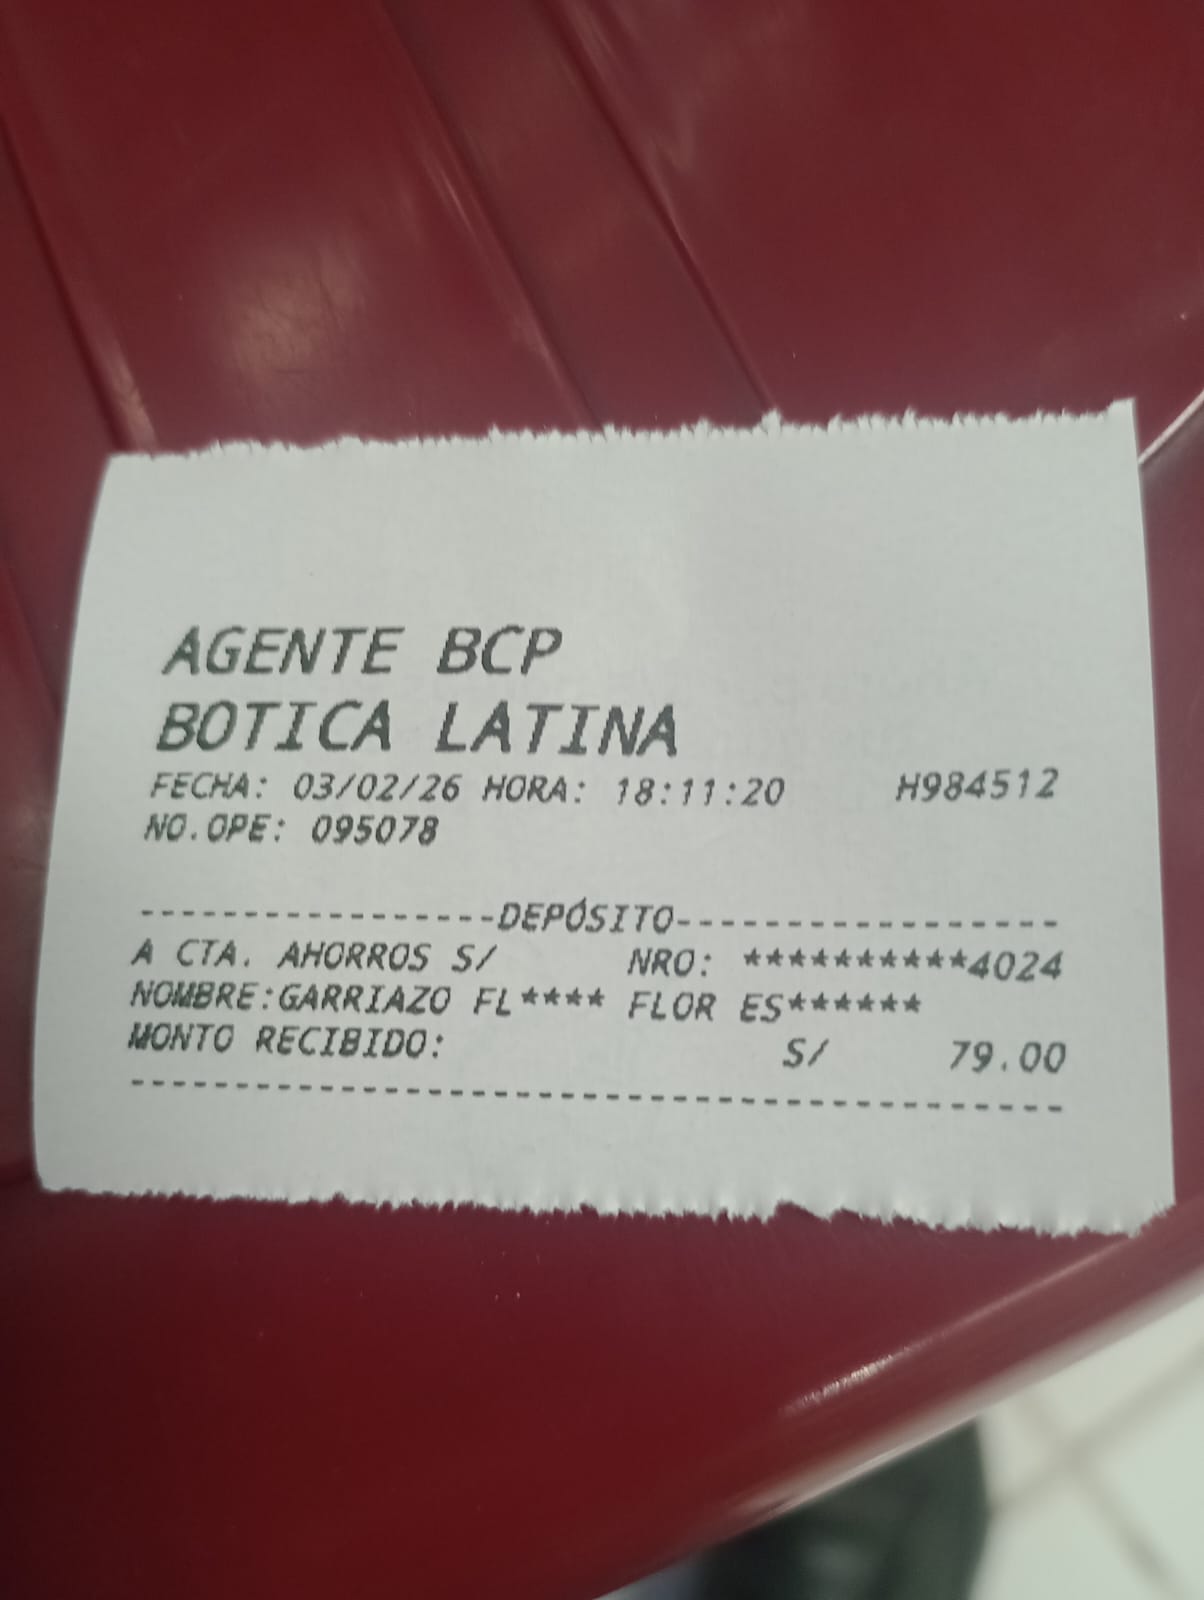 AGENTE BCP
BOTICA LATINA
FECHA: 03/02/26 HORA: 18:11:20 H984512
NO.OPE: 095078
------------------DEPÓSITO-------------------
A CTA. AHORROS S/ NRO: **********4024
NOMBRE:GARRIAZO FL**** FLOR ES******
MONTO RECIBIDO: S/ 79.00
---------------------------------------------